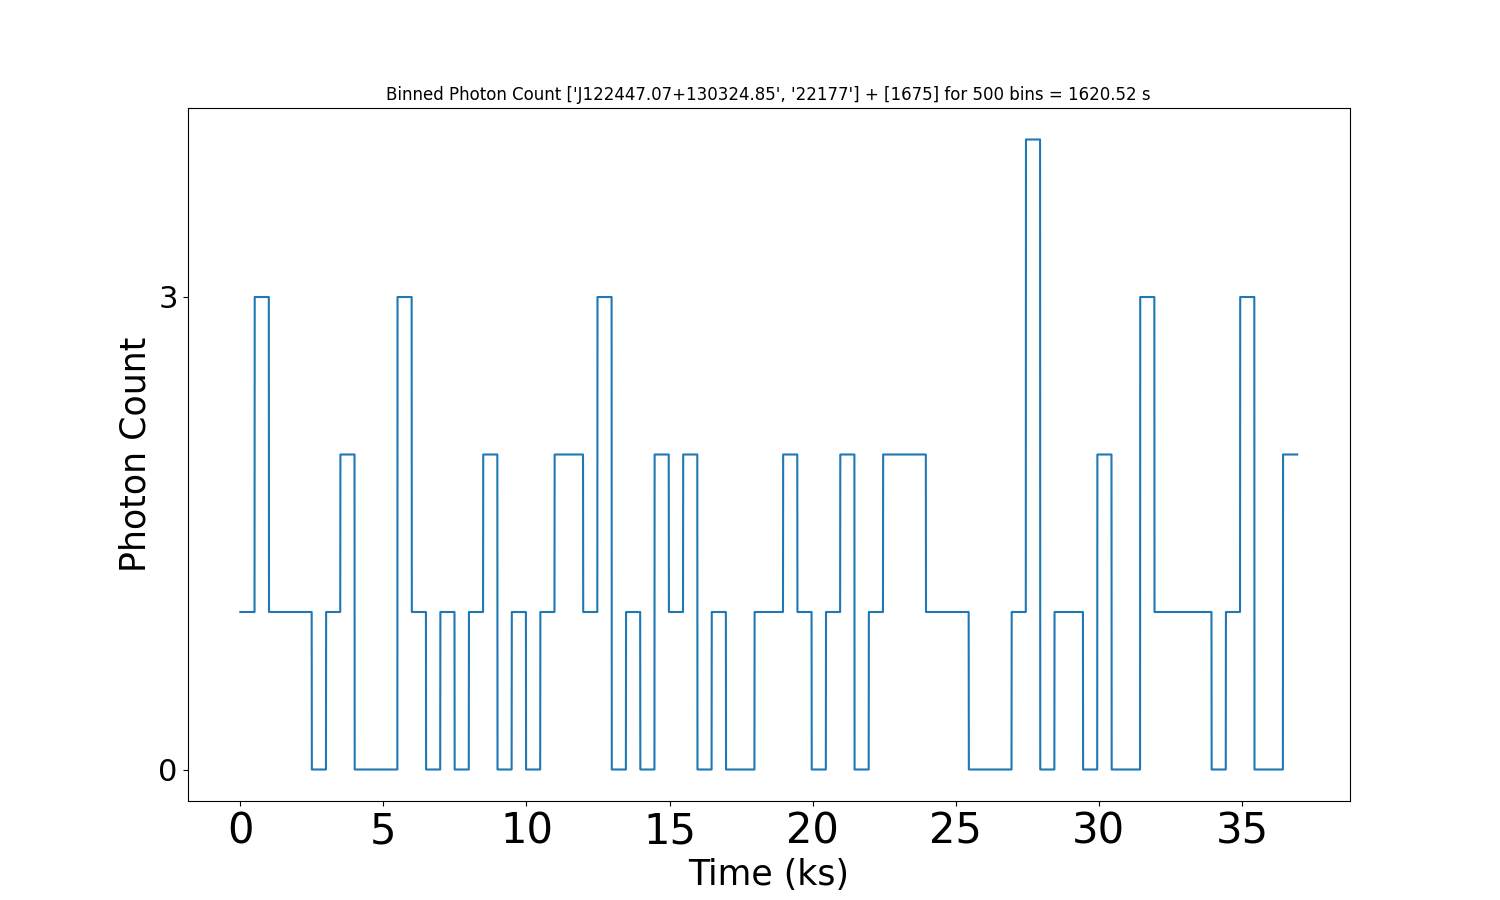 Binned Photon Count ['J122447.07+130324.85', '22177'] + [1675] for 500 bins = 1620.52 s
Photon Count
3
0
0 5 10 15 20 25 30 35
Time (ks)